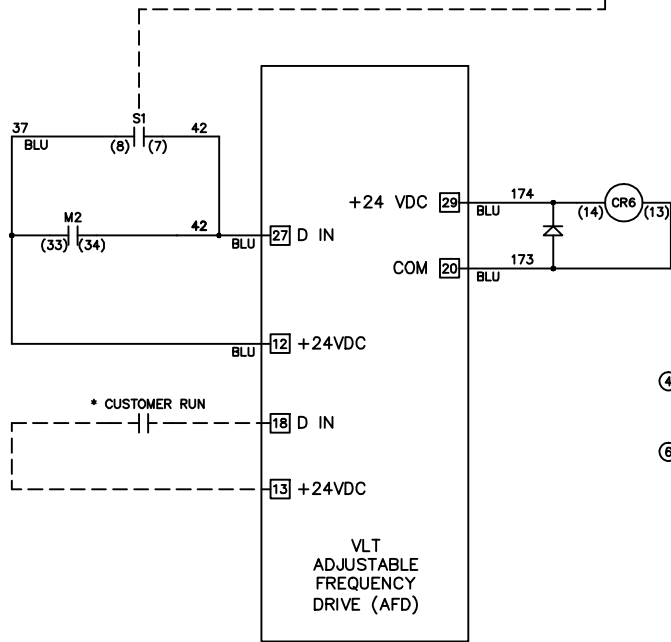 S1
37
42
BLU
(8)
(7)
M2
42
(33)
(34)
BLU
27 D IN
BLU
12 +24VDC
* CUSTOMER RUN
18 D IN
13 +24VDC
+24 VDC 29
174
BLU
(14)
CR6
(13)
COM 20
173
BLU
4
6
VLT
ADJUSTABLE
FREQUENCY
DRIVE (AFD)